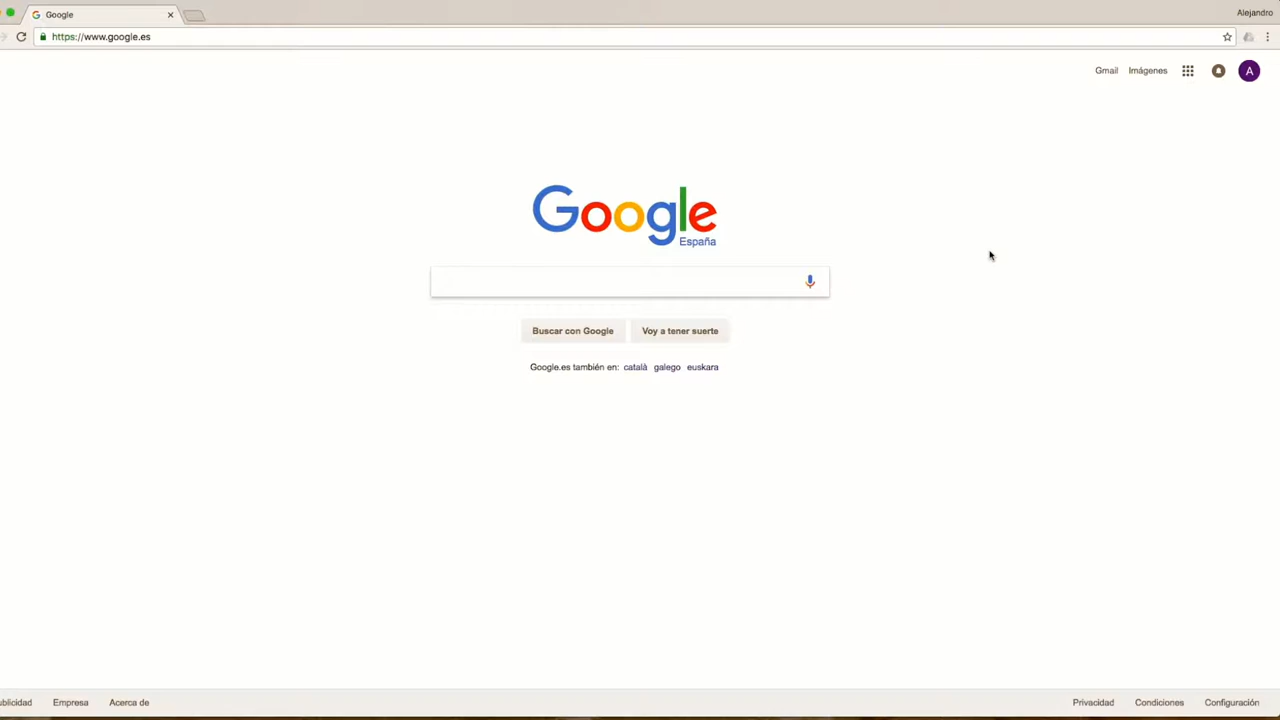 Google
Alejandro
https://www.google.es
Gmail Imágenes A
Google
España
Buscar con Google Voy a tener suerte
Google.es también en: català galego euskara
Empresa Acerca de Privacidad Condiciones Configuración